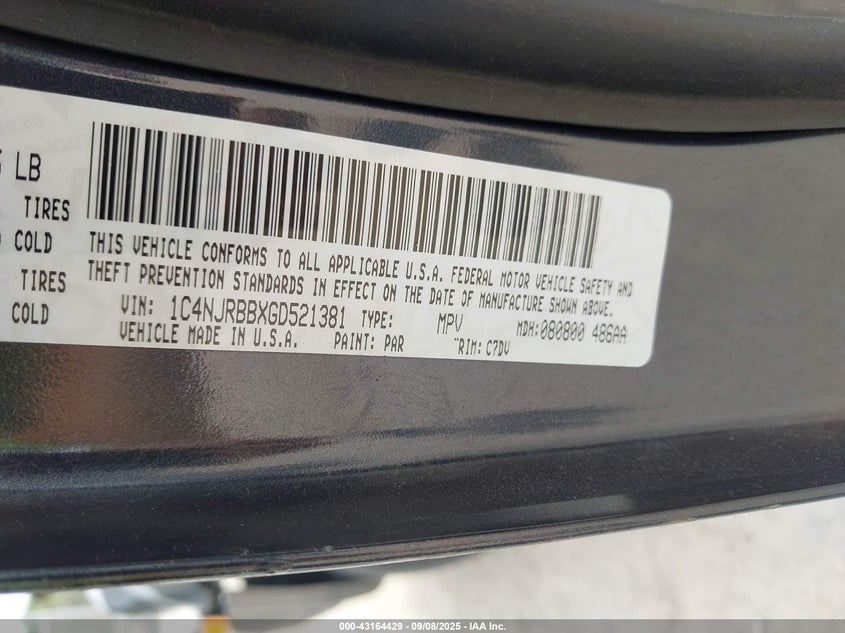 LB
TIRES
COLD
TIRES
COLD
THIS VEHICLE CONFORMS TO ALL APPLICABLE U.S.A. FEDERAL MOTOR VEHICLE SAFETY AND
THEFT PREVENTION STANDARDS IN EFFECT ON THE DATE OF MANUFACTURE SHOWN ABOVE.
VIN: 1C4NJRBBXGD521381 TYPE: MPV MDH:080800 486AA
VEHICLE MADE IN U.S.A. PAINT: PAR TRIM: C7DV
000-43164429 - 09/08/2025 - IAA Inc.